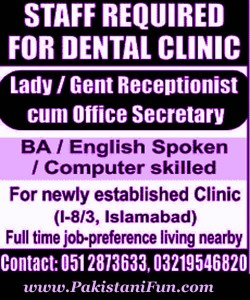 STAFF REQUIRED
FOR DENTAL CLINIC
Lady / Gent Receptionist
cum Office Secretary
BA / English Spoken
/ Computer skilled
For newly established Clinic
(I-8/3, Islamabad)
Full time job-preference living nearby
Contact: 051 2873633, 03219546820
www.PakistaniFun.com